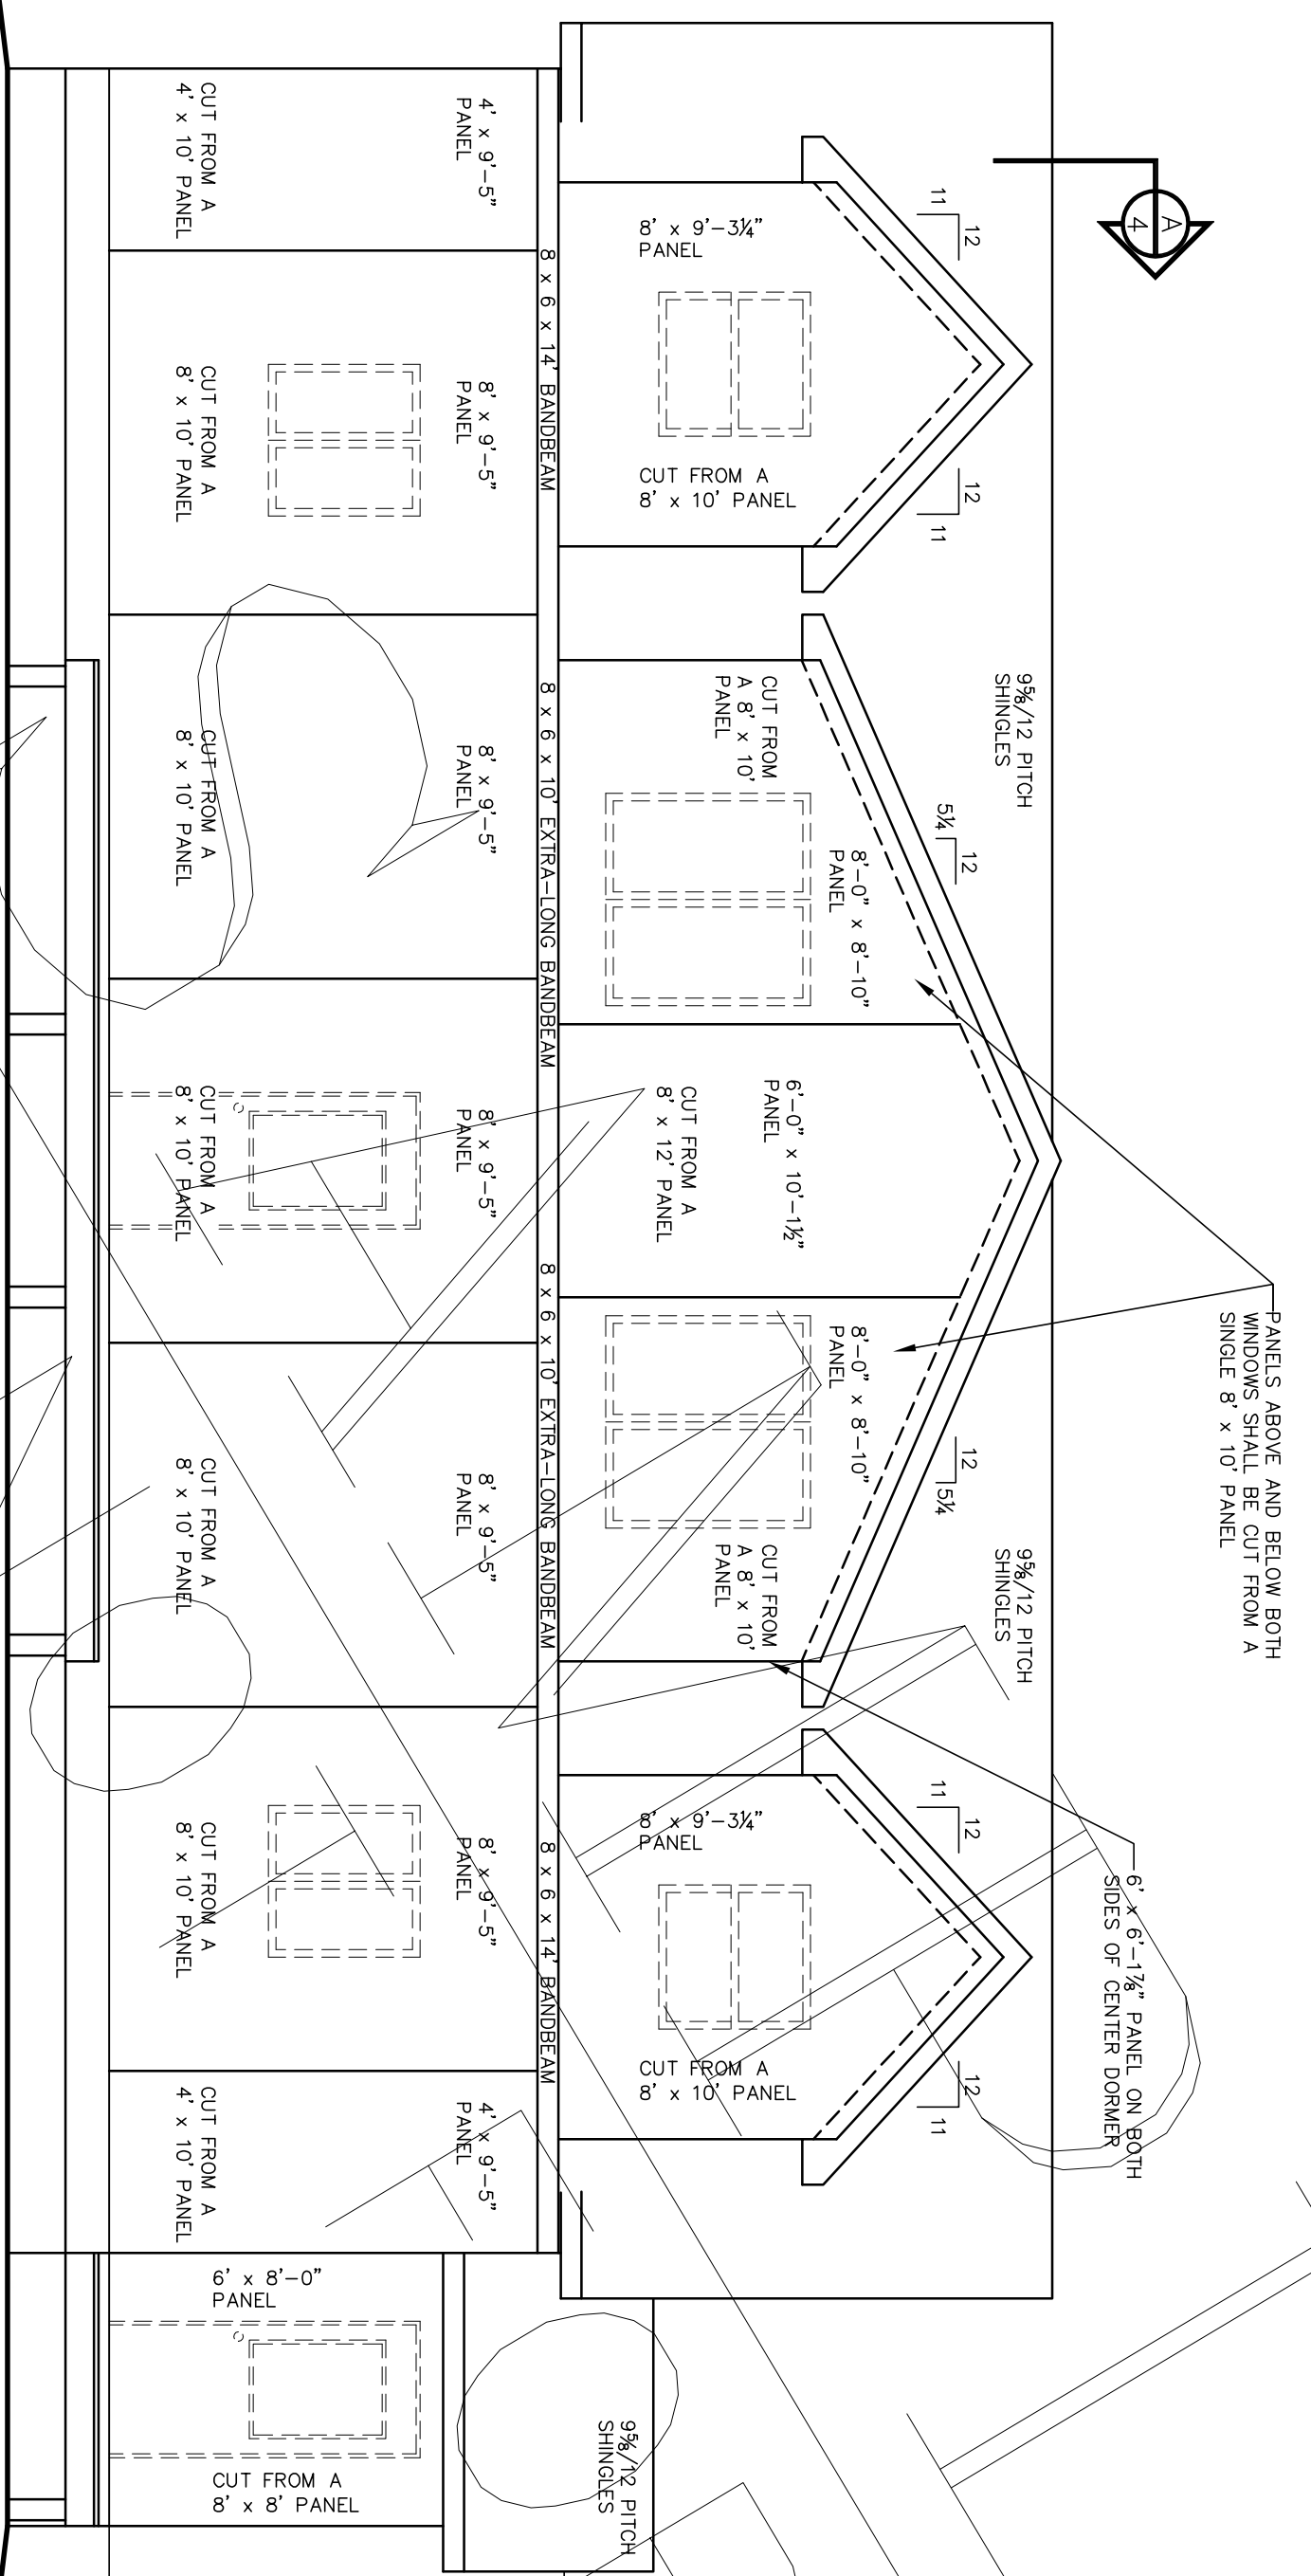 A
4
PANELS ABOVE AND BELOW BOTH
WINDOWS SHALL BE CUT FROM A
SINGLE 8' x 10' PANEL
6' x 6'-1⅞" PANEL ON BOTH
SIDES OF CENTER DORMER
9⅝/12 PITCH
SHINGLES
9⅝/12 PITCH
SHINGLES
12
11
12
11
12
5¼
12
5¼
12
11
12
11
8' x 9'-3¼"
PANEL
CUT FROM A
8' x 10' PANEL
CUT FROM
A 8' x 10'
PANEL
8'-0" x 8'-10"
PANEL
6'-0" x 10'-1½"
PANEL
CUT FROM A
8' x 12' PANEL
8'-0" x 8'-10"
PANEL
CUT FROM
A 8' x 10'
PANEL
8' x 9'-3¼"
PANEL
CUT FROM A
8' x 10' PANEL
8 x 6 x 14' BANDBEAM
8 x 6 x 10' EXTRA-LONG BANDBEAM
8 x 6 x 10' EXTRA-LONG BANDBEAM
8 x 6 x 14' BANDBEAM
4' x 9'-5"
PANEL
8' x 9'-5"
PANEL
8' x 9'-5"
PANEL
8' x 9'-5"
PANEL
8' x 9'-5"
PANEL
8' x 9'-5"
PANEL
4' x 9'-5"
PANEL
CUT FROM A
4' x 10' PANEL
CUT FROM A
8' x 10' PANEL
CUT FROM A
8' x 10' PANEL
CUT FROM A
8' x 10' PANEL
CUT FROM A
8' x 10' PANEL
CUT FROM A
8' x 10' PANEL
CUT FROM A
4' x 10' PANEL
9⅝/12 PITCH
SHINGLES
6' x 8'-0"
PANEL
CUT FROM A
8' x 8' PANEL